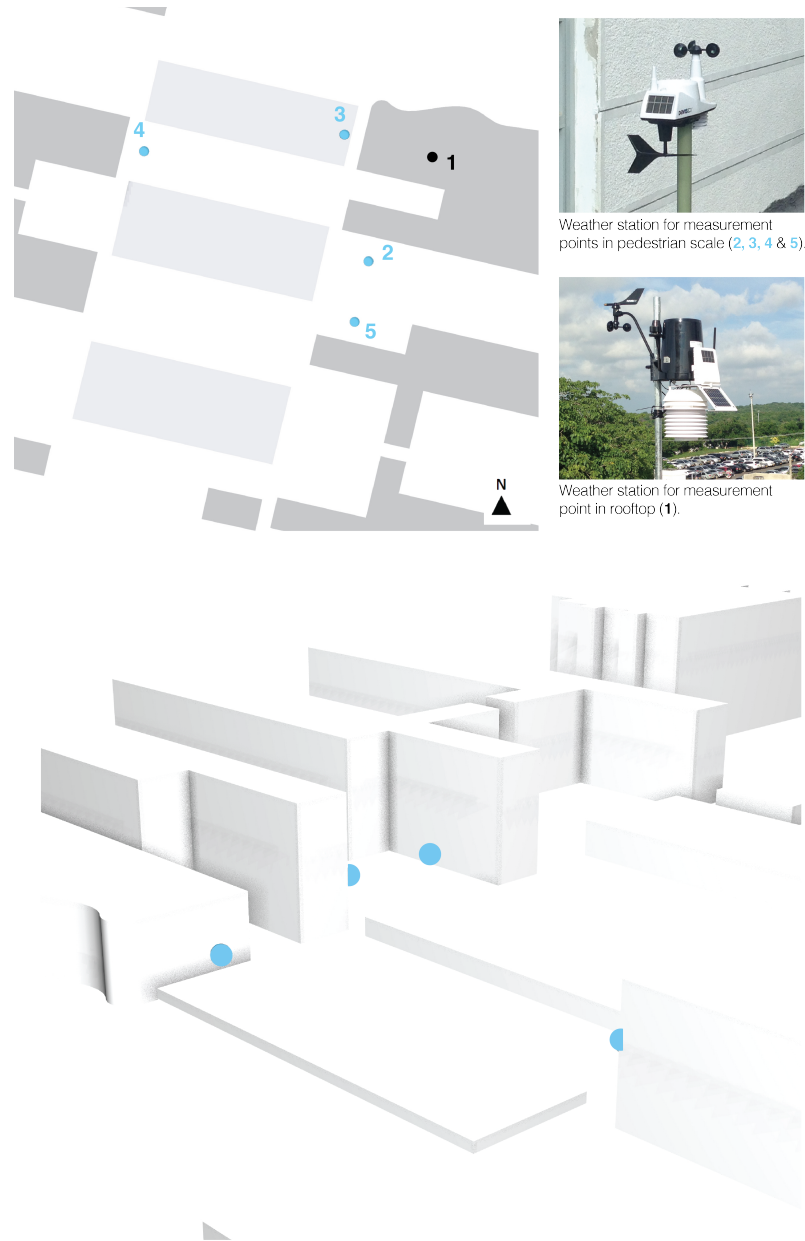 3
4
1
2
5
N
Weather station for measurement
points in pedestrian scale (2, 3, 4 & 5).
Weather station for measurement
point in rooftop (1).